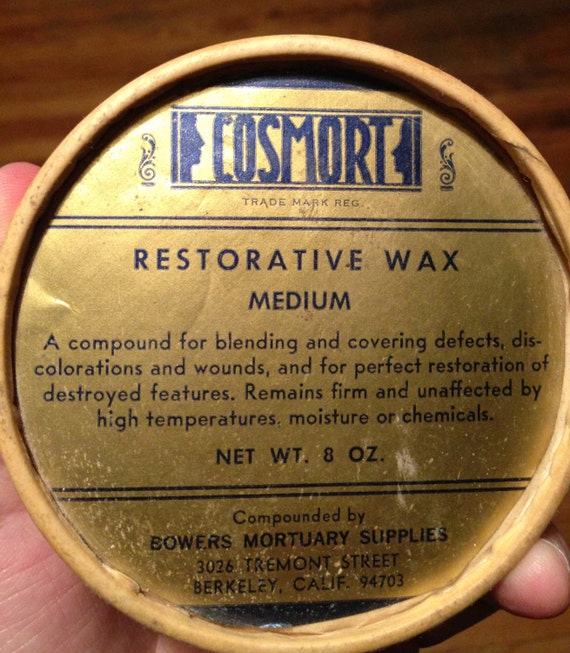 COSMORT
TRADE MARK REG.
RESTORATIVE WAX
MEDIUM
A compound for blending and covering defects, dis-
colorations and wounds, and for perfect restoration of
destroyed features. Remains firm and unaffected by
high temperatures, moisture or chemicals.
NET WT. 8 OZ.
Compounded by
BOWERS MORTUARY SUPPLIES
3026 TREMONT STREET
BERKELEY, CALIF. 94703